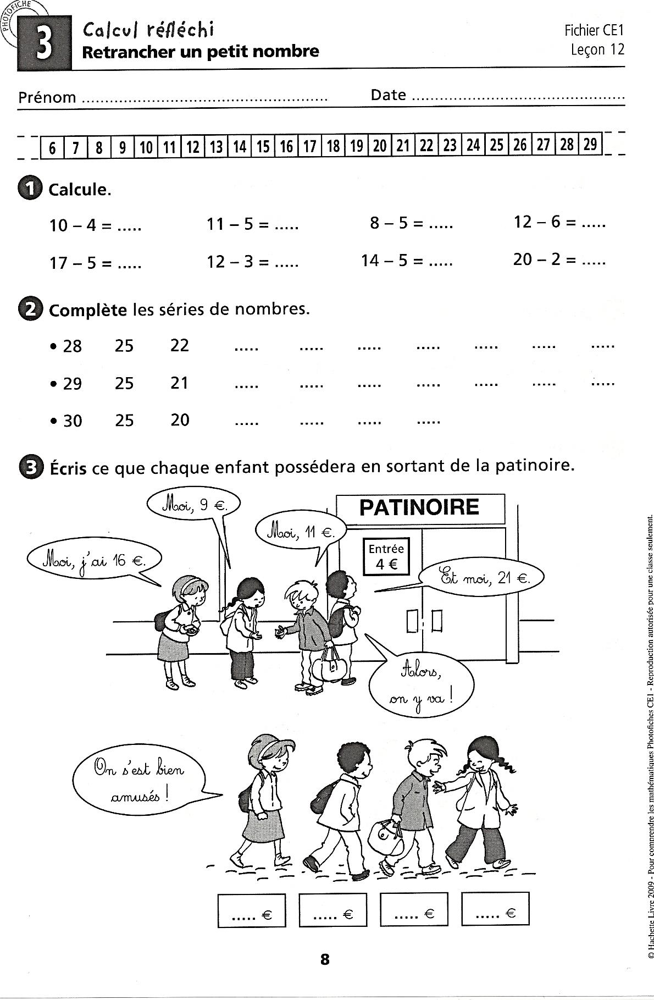 PHOTOFICHE
3
Calcul réfléchi
Retrancher un petit nombre
Fichier CE1
Leçon 12
Prénom ..................................................... Date ..............................................
6 7 8 9 10 11 12 13 14 15 16 17 18 19 20 21 22 23 24 25 26 27 28 29
1 Calcule.
10 – 4 = ..... 11 – 5 = ..... 8 – 5 = ..... 12 – 6 = .....
17 – 5 = ..... 12 – 3 = ..... 14 – 5 = ..... 20 – 2 = .....
2 Complète les séries de nombres.
• 28 25 22 ..... ..... ..... ..... ..... ..... .....
• 29 25 21 ..... ..... ..... ..... ..... ..... .....
• 30 25 20 ..... ..... ..... .....
3 Écris ce que chaque enfant possédera en sortant de la patinoire.
Moi, 9 €.
PATINOIRE
Moi, 11 €.
Moi, j'ai 16 €.
Entrée
4 €
Et moi, 21 €.
Alors,
on y va !
On s'est bien
amusés !
..... € ..... € ..... € ..... €
8
© Hachette Livre 2009 - Pour comprendre les mathématiques Photofiches CE1 - Reproduction autorisée pour une classe seulement.